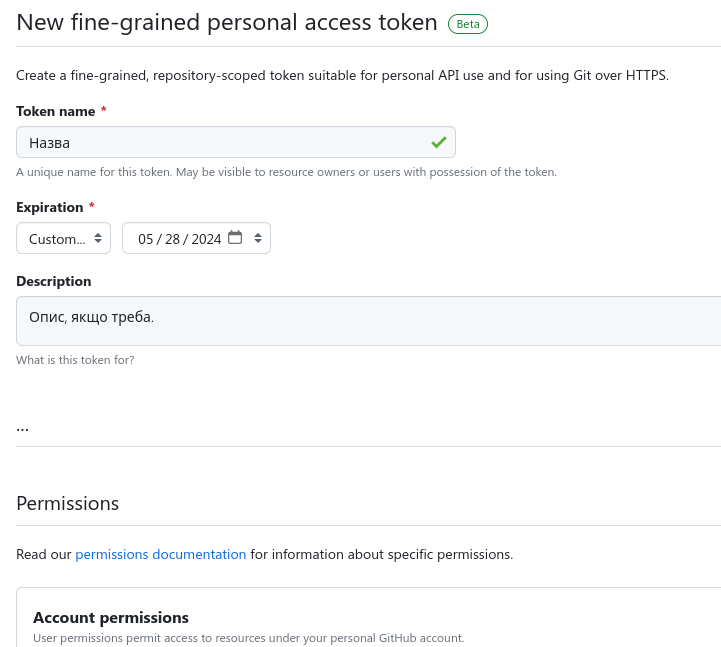 New fine-grained personal access token Beta
Create a fine-grained, repository-scoped token suitable for personal API use and for using Git over HTTPS.
Token name *
Назва
A unique name for this token. May be visible to resource owners or users with possession of the token.
Expiration *
Custom... 05 / 28 / 2024
Description
Опис, якщо треба.
What is this token for?
...
Permissions
Read our permissions documentation for information about specific permissions.
Account permissions
User permissions permit access to resources under your personal GitHub account.